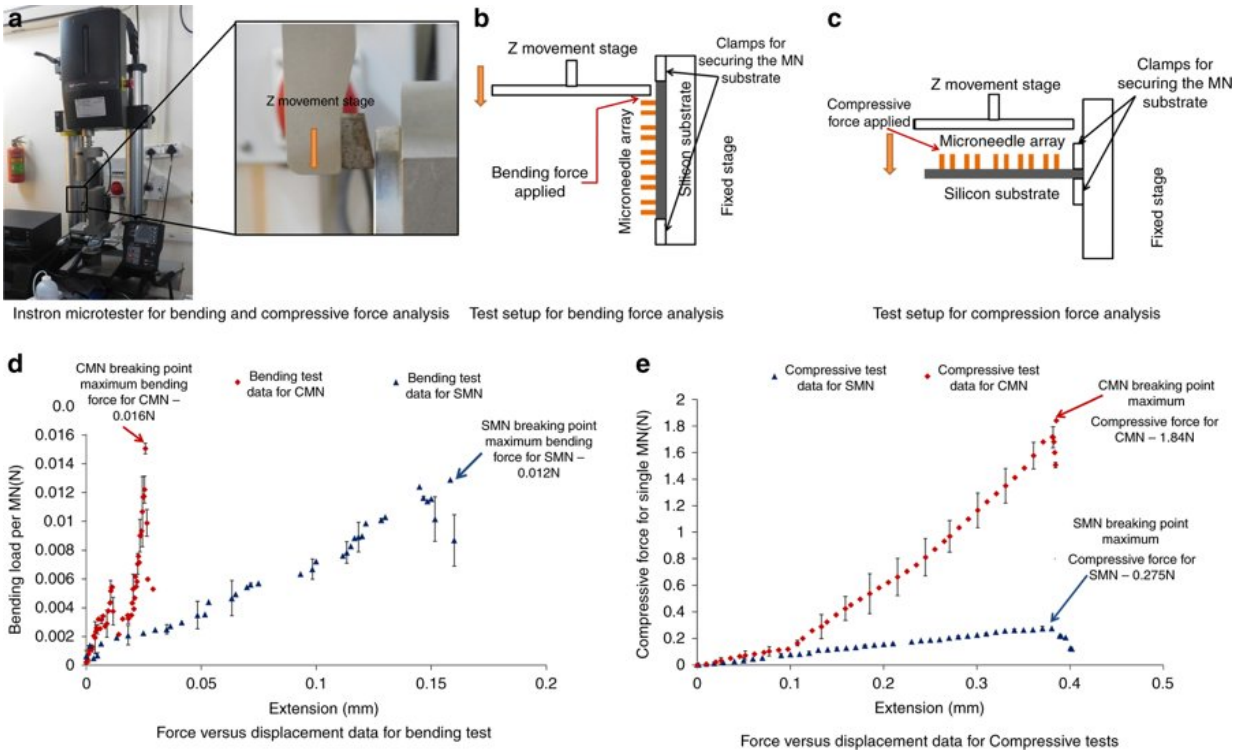 a
Z movement stage
Instron microtester for bending and compressive force analysis
b
Z movement stage
Clamps for
securing the MN
substrate
Bending force
applied
Microneedle array
Silicon substrate
Fixed stage
Test setup for bending force analysis
c
Z movement stage
Clamps for
securing the MN
substrate
Compressive
force applied
Microneedle array
Silicon substrate
Fixed stage
Test setup for compression force analysis
d
CMN breaking point
maximum bending
force for CMN –
0.016N
Bending test
data for CMN
Bending test
data for SMN
SMN breaking point
maximum bending
force for SMN –
0.012N
0.0
0.016
0.014
0.012
0.010
0.008
0.006
0.004
0.002
0
Bending load per MN(N)
0 0.05 0.1 0.15 0.2
Extension (mm)
Force versus displacement data for bending test
e
Compressive test
data for SMN
Compressive test
data for CMN
CMN breaking point
maximum
Compressive force for
CMN – 1.84N
SMN breaking point
maximum
Compressive force for
SMN – 0.275N
2
1.8
1.6
1.4
1.2
1
0.8
0.6
0.4
0.2
0
Compressive force for single MN(N)
0 0.1 0.2 0.3 0.4 0.5
Extension (mm)
Force versus displacement data for Compressive tests